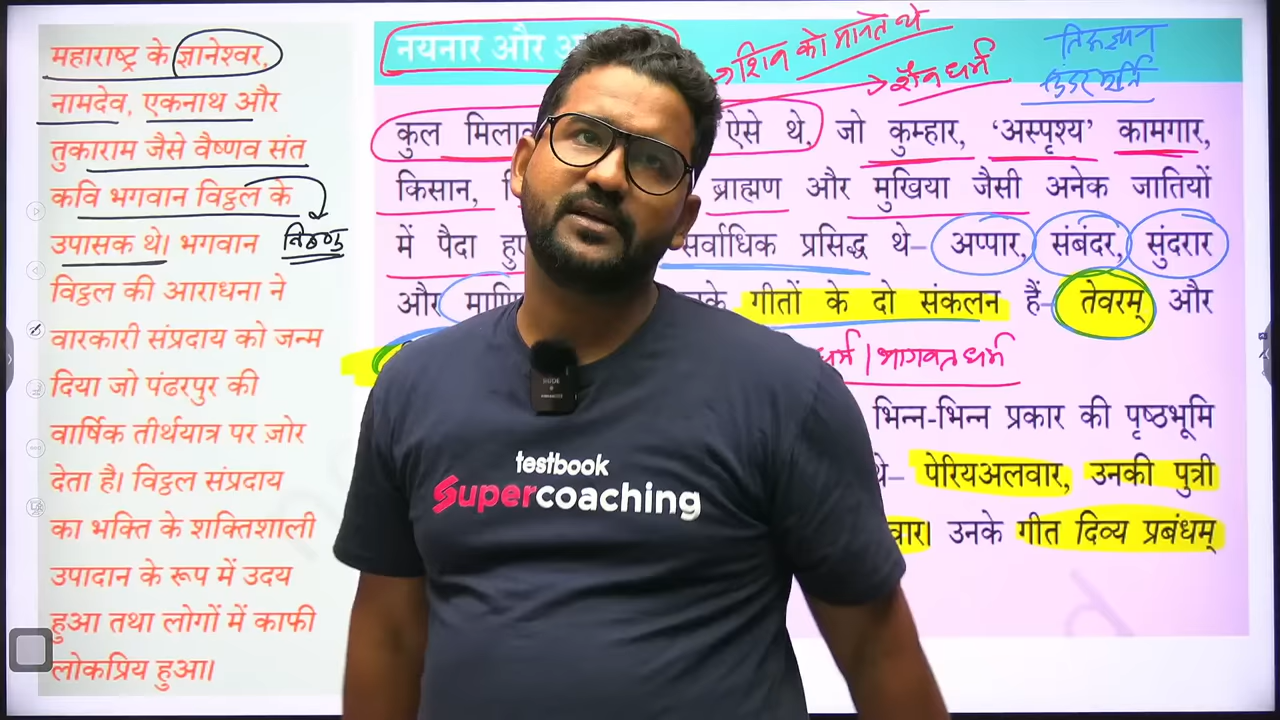 महाराष्ट्र के ज्ञानेश्वर,
नामदेव, एकनाथ और
तुकाराम जैसे वैष्णव संत
कवि भगवान विट्ठल के
उपासक थे। भगवान
विट्ठल की आराधना ने
वारकारी संप्रदाय को जन्म
दिया जो पंढरपुर की
वार्षिक तीर्थयात्र पर ज़ोर
देता है। विट्ठल संप्रदाय
का भक्ति के शक्तिशाली
उपादान के रूप में उदय
हुआ तथा लोगों में काफी
लोकप्रिय हुआ।
नयनार और
शिव को मानते थे
शैव धर्म
कुल ऐसे थे, जो कुम्हार, ‘अस्पृश्य’ कामगार,
किसान, ब्राह्मण और मुखिया जैसी अनेक जातियों
में पैदा सर्वाधिक प्रसिद्ध थे– अप्पार, संबंदर, सुंदरार
और गीतों के दो संकलन हैं– तेवरम् और
धर्म | भागवत धर्म
भिन्न-भिन्न प्रकार की पृष्ठभूमि
थे– पेरियअलवार, उनकी पुत्री
उनके गीत दिव्य प्रबंधम्
testbook
Supercoaching